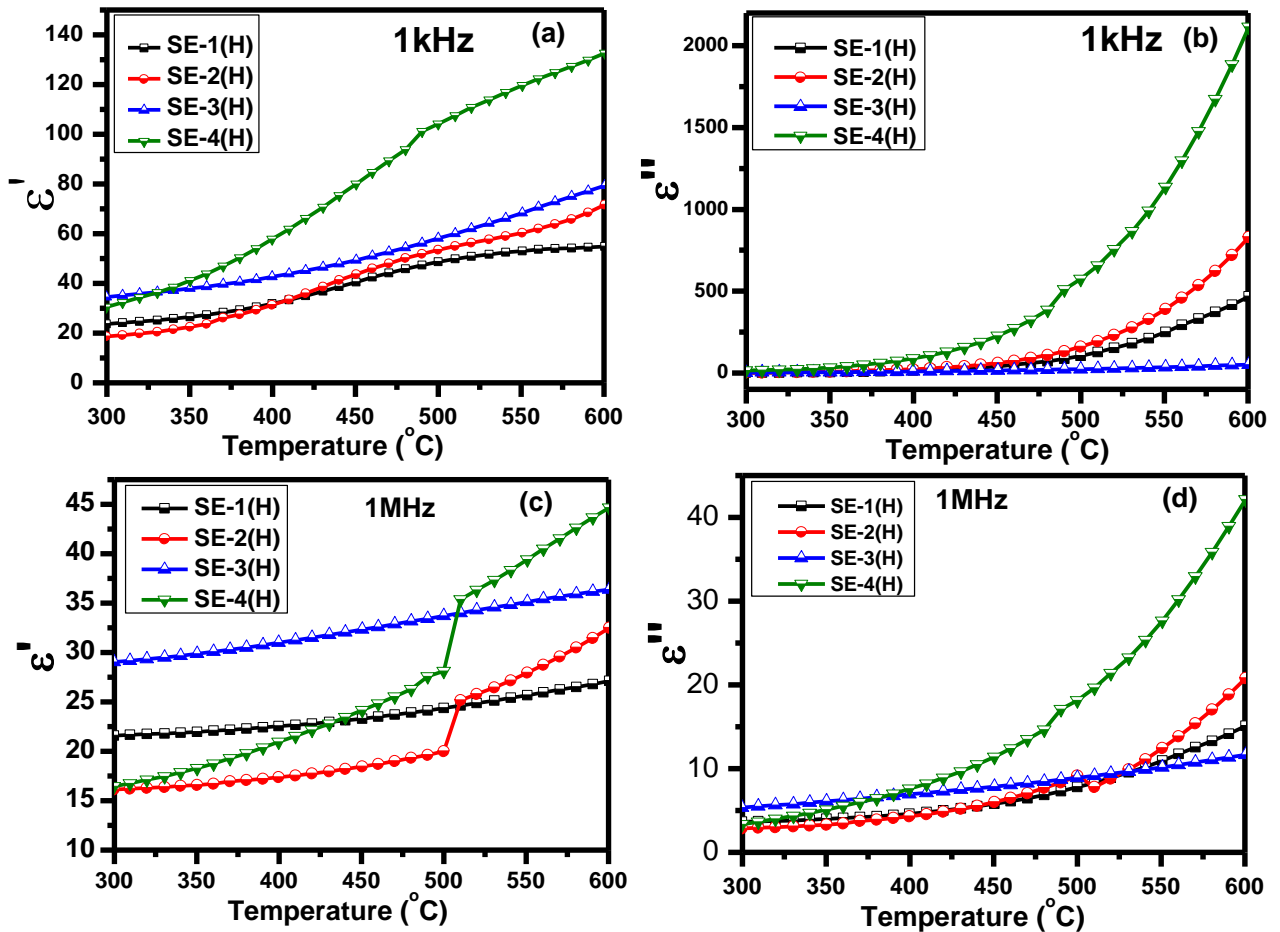 1kHz (a)
SE-1(H)
SE-2(H)
SE-3(H)
SE-4(H)
140
120
100
80
60
40
20
0
ε'
300 350 400 450 500 550 600
Temperature (°C)
1kHz (b)
SE-1(H)
SE-2(H)
SE-3(H)
SE-4(H)
2000
1500
1000
500
0
ε''
300 350 400 450 500 550 600
Temperature (°C)
1MHz (c)
SE-1(H)
SE-2(H)
SE-3(H)
SE-4(H)
45
40
35
30
25
20
15
10
ε'
300 350 400 450 500 550 600
Temperature (°C)
1MHz (d)
SE-1(H)
SE-2(H)
SE-3(H)
SE-4(H)
40
30
20
10
0
ε''
300 350 400 450 500 550 600
Temperature (°C)